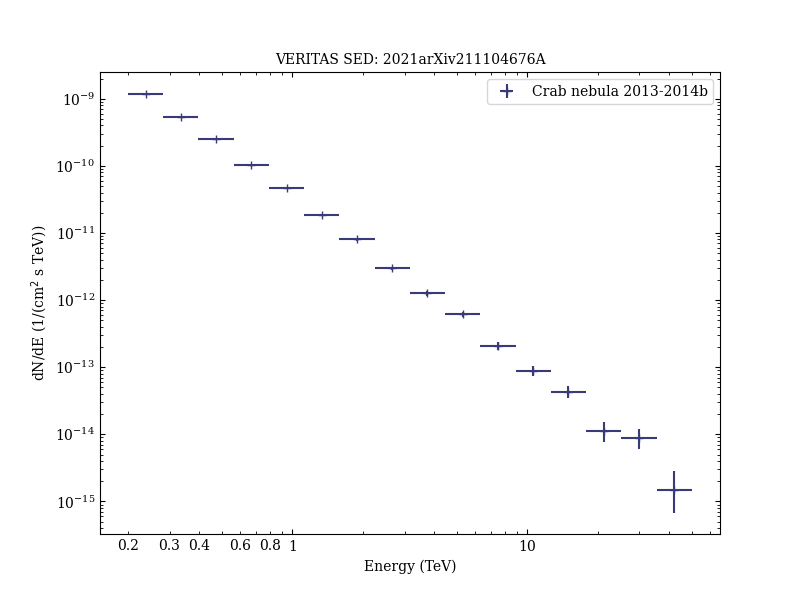 VERITAS SED: 2021arXiv211104676A
Crab nebula 2013-2014b
dN/dE (1/(cm² s TeV))
10⁻⁹
10⁻¹⁰
10⁻¹¹
10⁻¹²
10⁻¹³
10⁻¹⁴
10⁻¹⁵
0.2 0.3 0.4 0.6 0.8 1 10
Energy (TeV)